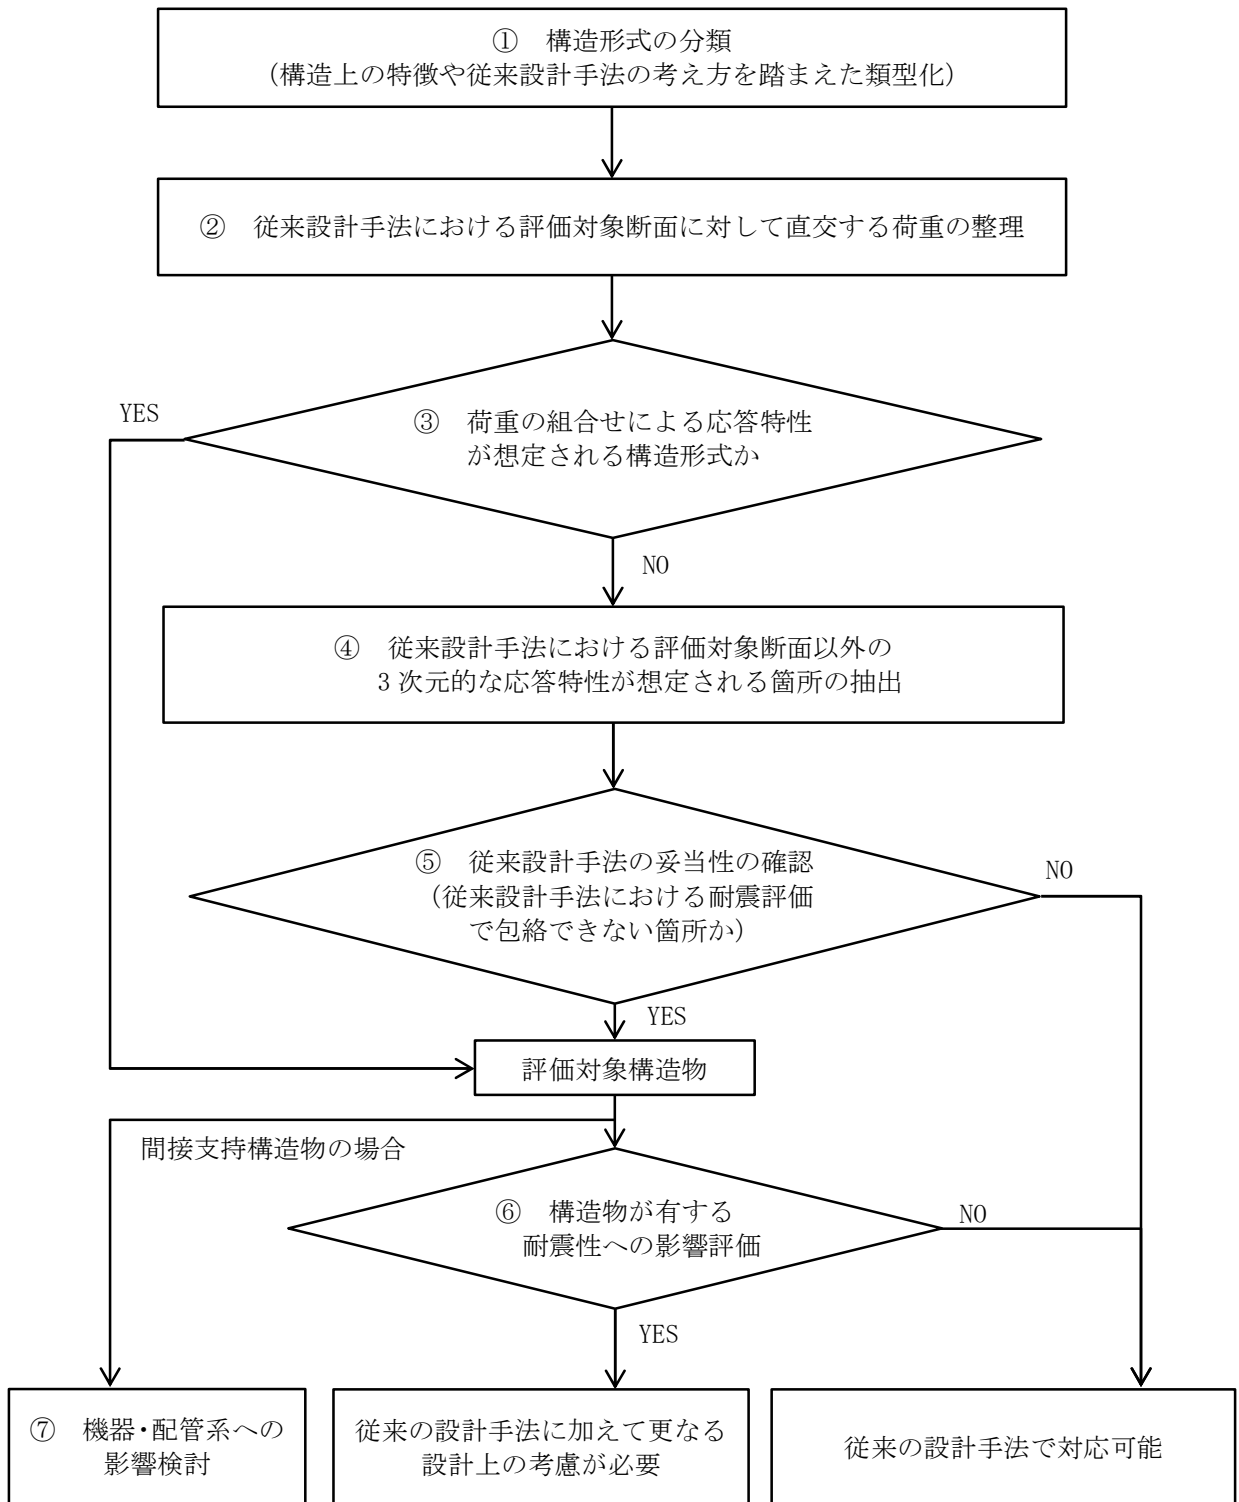 ① 構造形式の分類
（構造上の特徴や従来設計手法の考え方を踏まえた類型化）
② 従来設計手法における評価対象断面に対して直交する荷重の整理
YES
③ 荷重の組合せによる応答特性
が想定される構造形式か
NO
④ 従来設計手法における評価対象断面以外の
3次元的な応答特性が想定される箇所の抽出
⑤ 従来設計手法の妥当性の確認
（従来設計手法における耐震評価
で包絡できない箇所か）
NO
YES
評価対象構造物
間接支持構造物の場合
⑥ 構造物が有する
耐震性への影響評価
NO
YES
⑦ 機器・配管系への
影響検討
従来の設計手法に加えて更なる
設計上の考慮が必要
従来の設計手法で対応可能